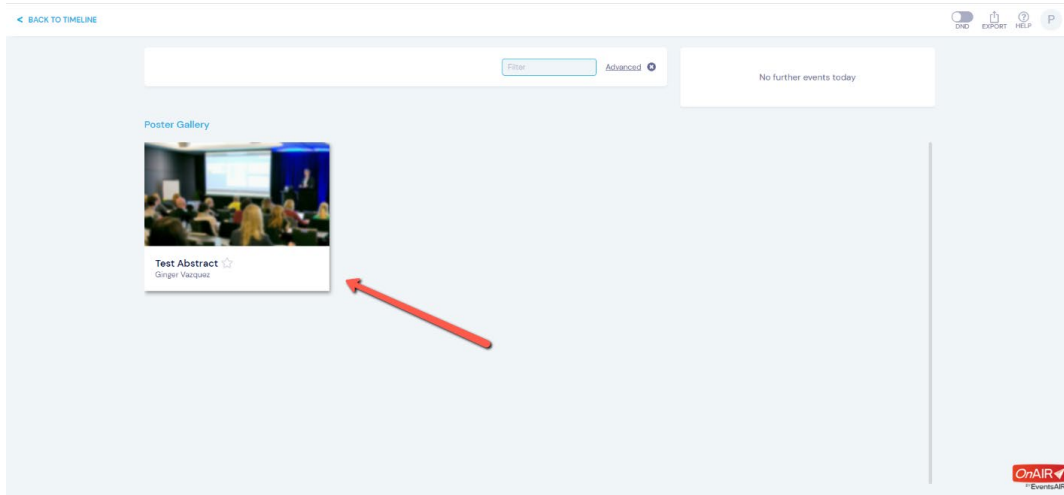 < BACK TO TIMELINE
DND
EXPORT
HELP
P
Filter
Advanced
No further events today
Poster Gallery
Test Abstract
Ginger Vazquez
OnAIR
BY EventsAIR